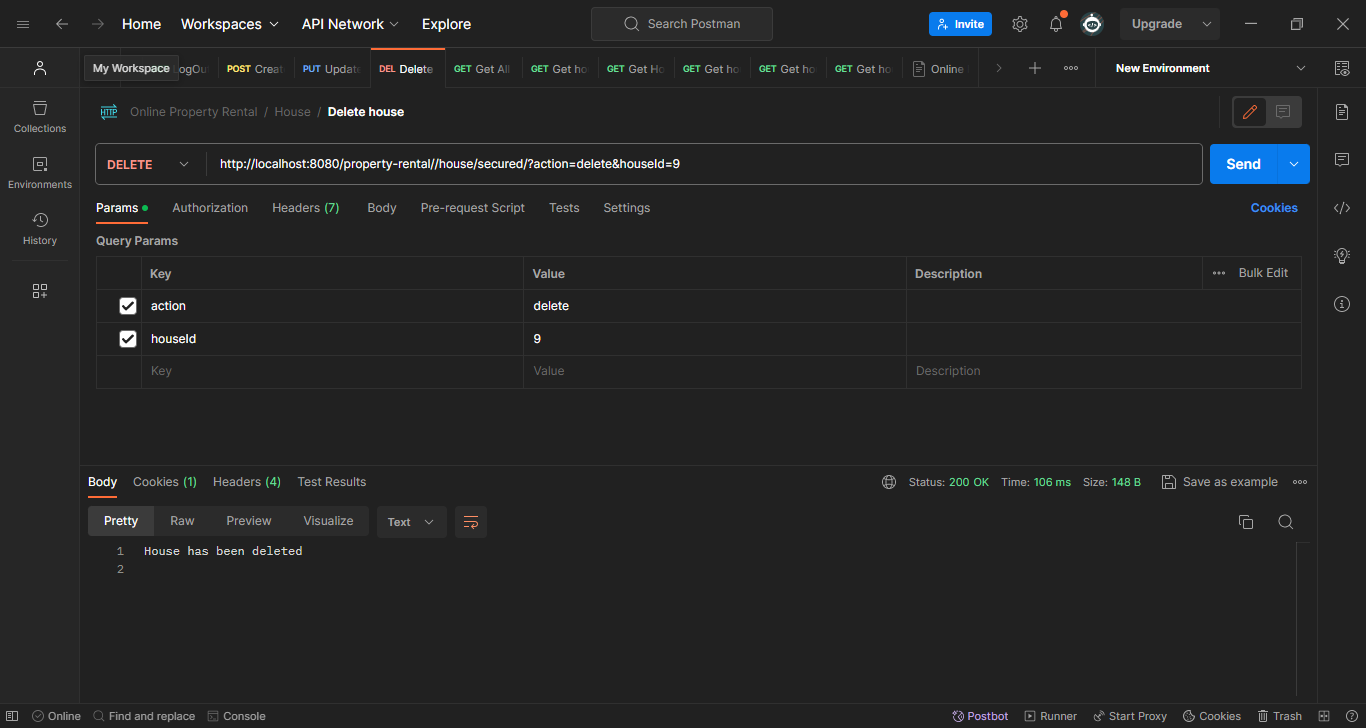 Home Workspaces API Network Explore Search Postman Invite Upgrade
My Workspace LogOu POST Creat PUT Update DEL Delete GET Get All GET Get ho GET Get Ho GET Get ho GET Get ho GET Get ho Online New Environment
HTTP Online Property Rental / House / Delete house
Collections
DELETE http://localhost:8080/property-rental//house/secured/?action=delete&houseId=9 Send
Environments
Params Authorization Headers (7) Body Pre-request Script Tests Settings Cookies
History
Query Params
Key Value Description Bulk Edit
action delete
houseId 9
Key Value Description
Body Cookies (1) Headers (4) Test Results Status: 200 OK Time: 106 ms Size: 148 B Save as example
Pretty Raw Preview Visualize Text
1 House has been deleted
2
Online Find and replace Console Postbot Runner Start Proxy Cookies Trash